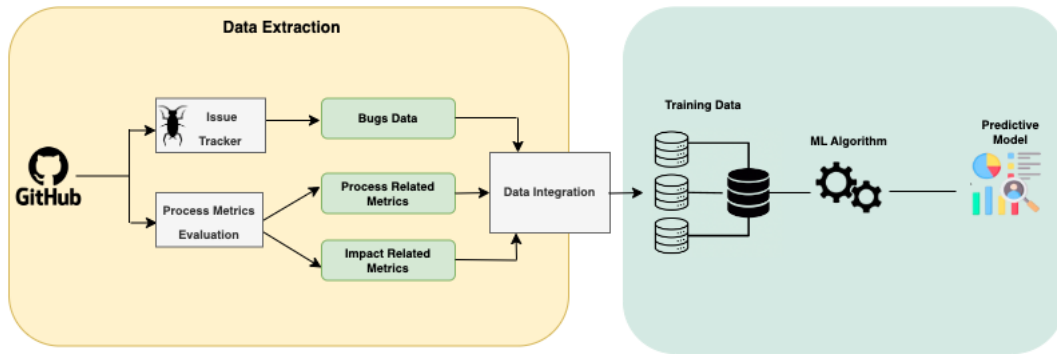 Data Extraction
Issue
Tracker
Bugs Data
GitHub
Process Metrics
Evaluation
Process Related
Metrics
Impact Related
Metrics
Data Integration
Training Data
ML Algorithm
Predictive
Model